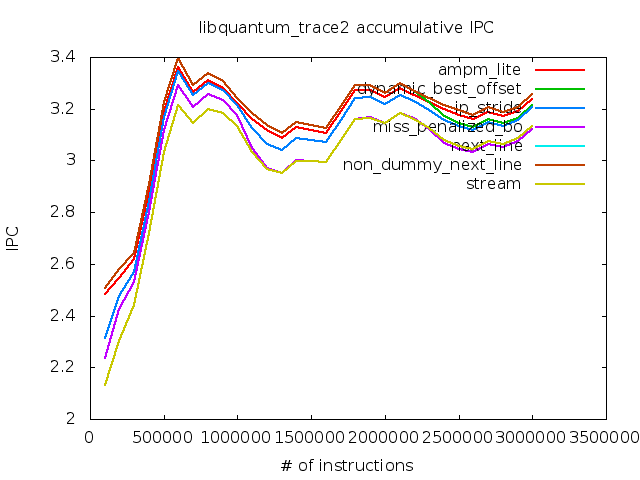 libquantum_trace2 accumulative IPC
3.4
3.2
3
2.8
2.6
2.4
2.2
2
IPC
ampm_lite
dynamic_best_offset
ip_stride
miss_penalized_bo
next_line
non_dummy_next_line
stream
0 500000 1000000 1500000 2000000 2500000 3000000 3500000
# of instructions